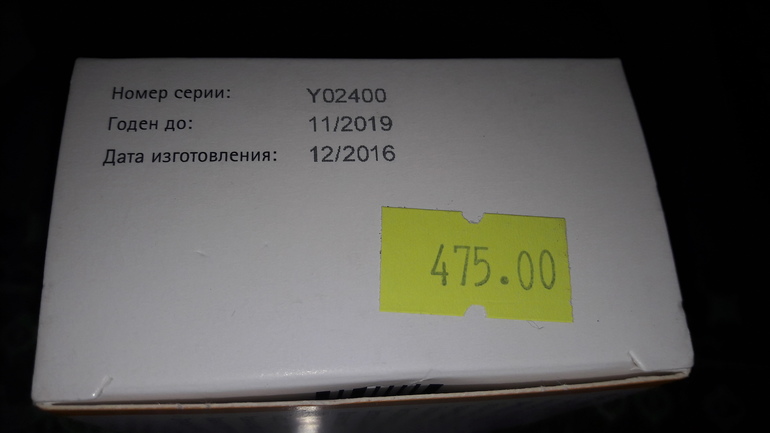 Номер серии: Y02400
Годен до: 11/2019
Дата изготовления: 12/2016
475.00